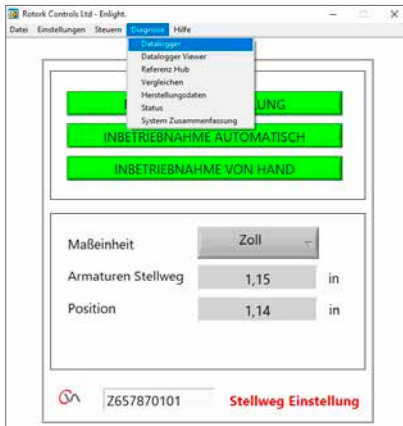 Rotork Controls Ltd - Enlight.
Datei Einstellungen Steuern Diagnose Hilfe
Datalogger
Datalogger Viewer
Referenz Hub
Vergleichen
Herstellungsdaten
Status
System Zusammenfassung
UNG
INBETRIEBNAHME AUTOMATISCH
INBETRIEBNAHME VON HAND
Maßeinheit Zoll
Armaturen Stellweg 1,15 in
Position 1,14 in
Z657870101 Stellweg Einstellung